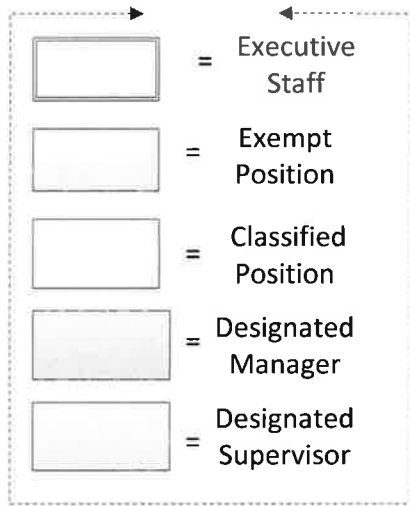 = Executive
Staff
= Exempt
Position
= Classified
Position
= Designated
Manager
= Designated
Supervisor